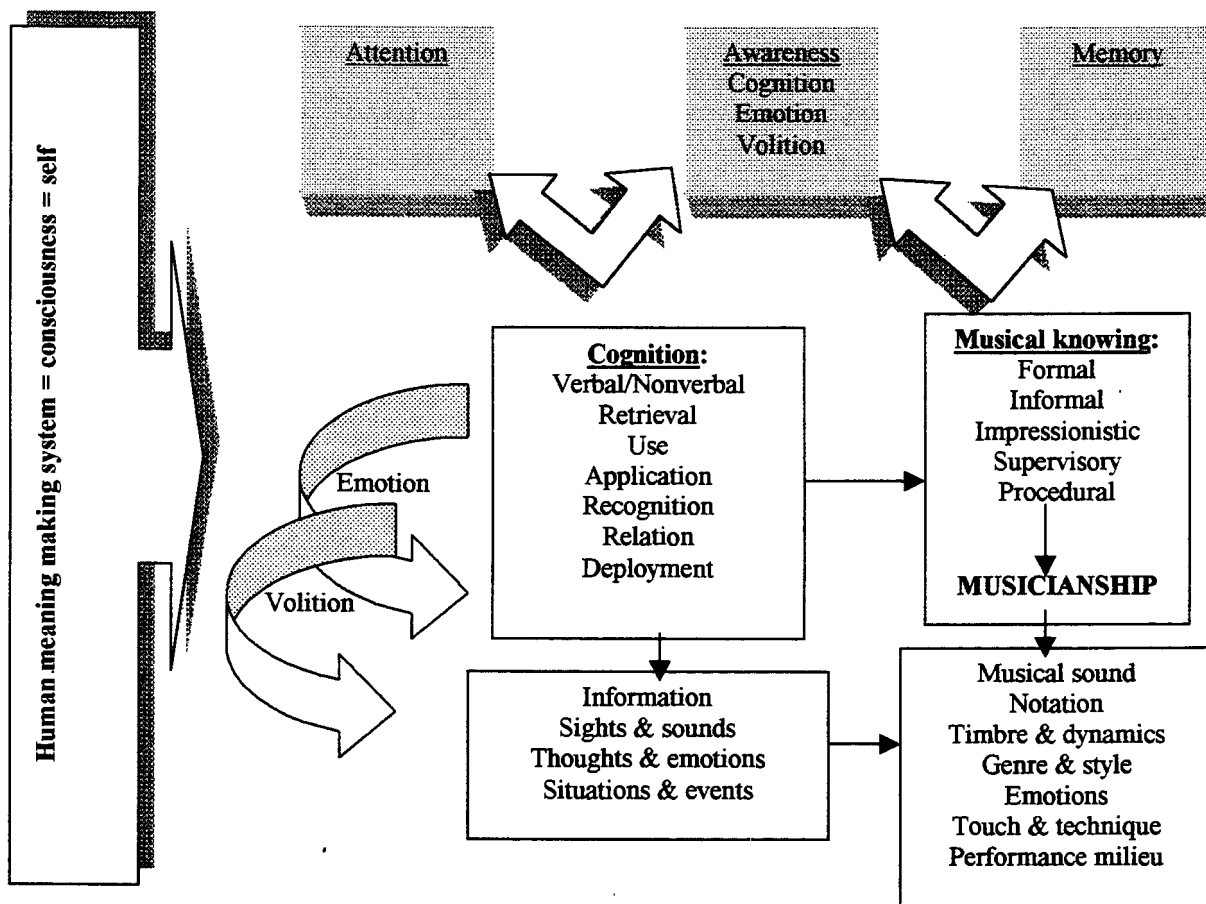 Human meaning making system = consciousness = self
Attention
Awareness
Cognition
Emotion
Volition
Memory
Emotion
Volition
Cognition:
Verbal/Nonverbal
Retrieval
Use
Application
Recognition
Relation
Deployment
Musical knowing:
Formal
Informal
Impressionistic
Supervisory
Procedural
MUSICIANSHIP
Information
Sights & sounds
Thoughts & emotions
Situations & events
Musical sound
Notation
Timbre & dynamics
Genre & style
Emotions
Touch & technique
Performance milieu